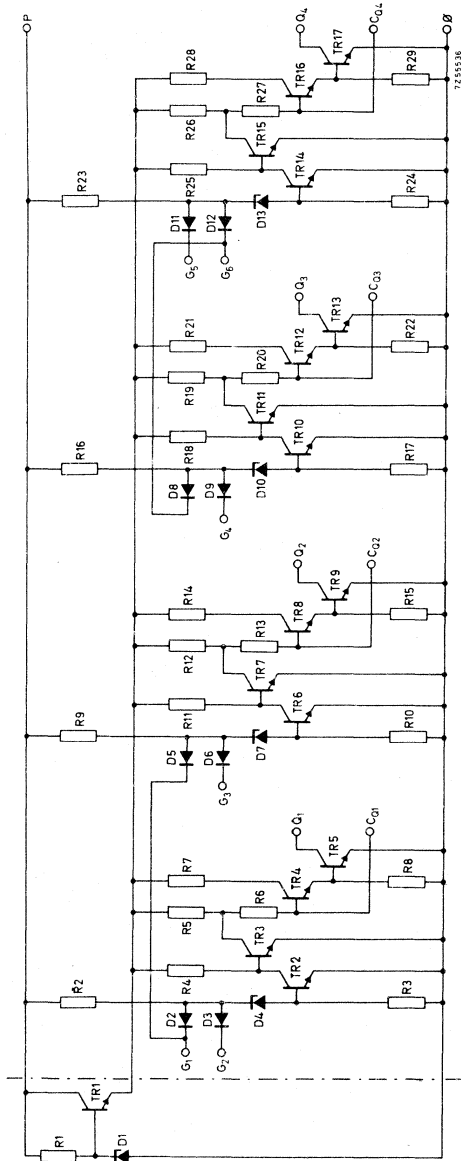 P
R1
TR1
D1
R2
R4
R5
R7
D2
G1
D3
G2
D4
TR3
R6
TR4
Q1
TR2
TR5
CQ1
R3
R8
R9
R11
R12
R14
D5
D6
G3
D7
TR7
R13
TR8
Q2
TR6
TR9
CQ2
R10
R15
R16
R18
R19
R21
D8
D9
G4
D10
TR11
R20
TR12
Q3
TR10
TR13
CQ3
R17
R22
R23
R25
R26
R28
D11
G5
D12
G6
D13
TR15
R27
TR16
Q4
TR14
TR17
CQ4
R24
R29
Ø
7Z55536